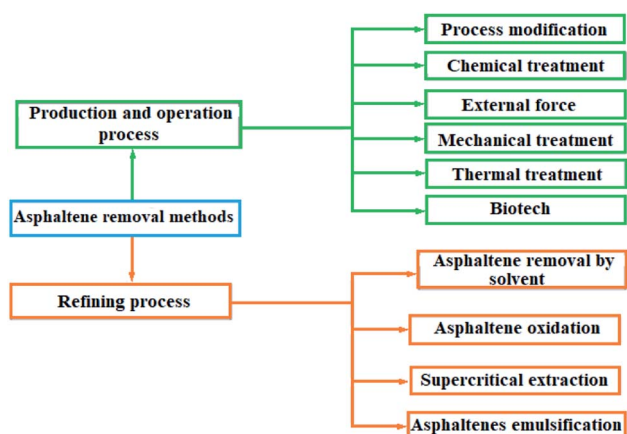 Process modification
Chemical treatment
External force
Mechanical treatment
Thermal treatment
Biotech
Production and operation
process
Asphaltene removal methods
Refining process
Asphaltene removal by
solvent
Asphaltene oxidation
Supercritical extraction
Asphaltenes emulsification